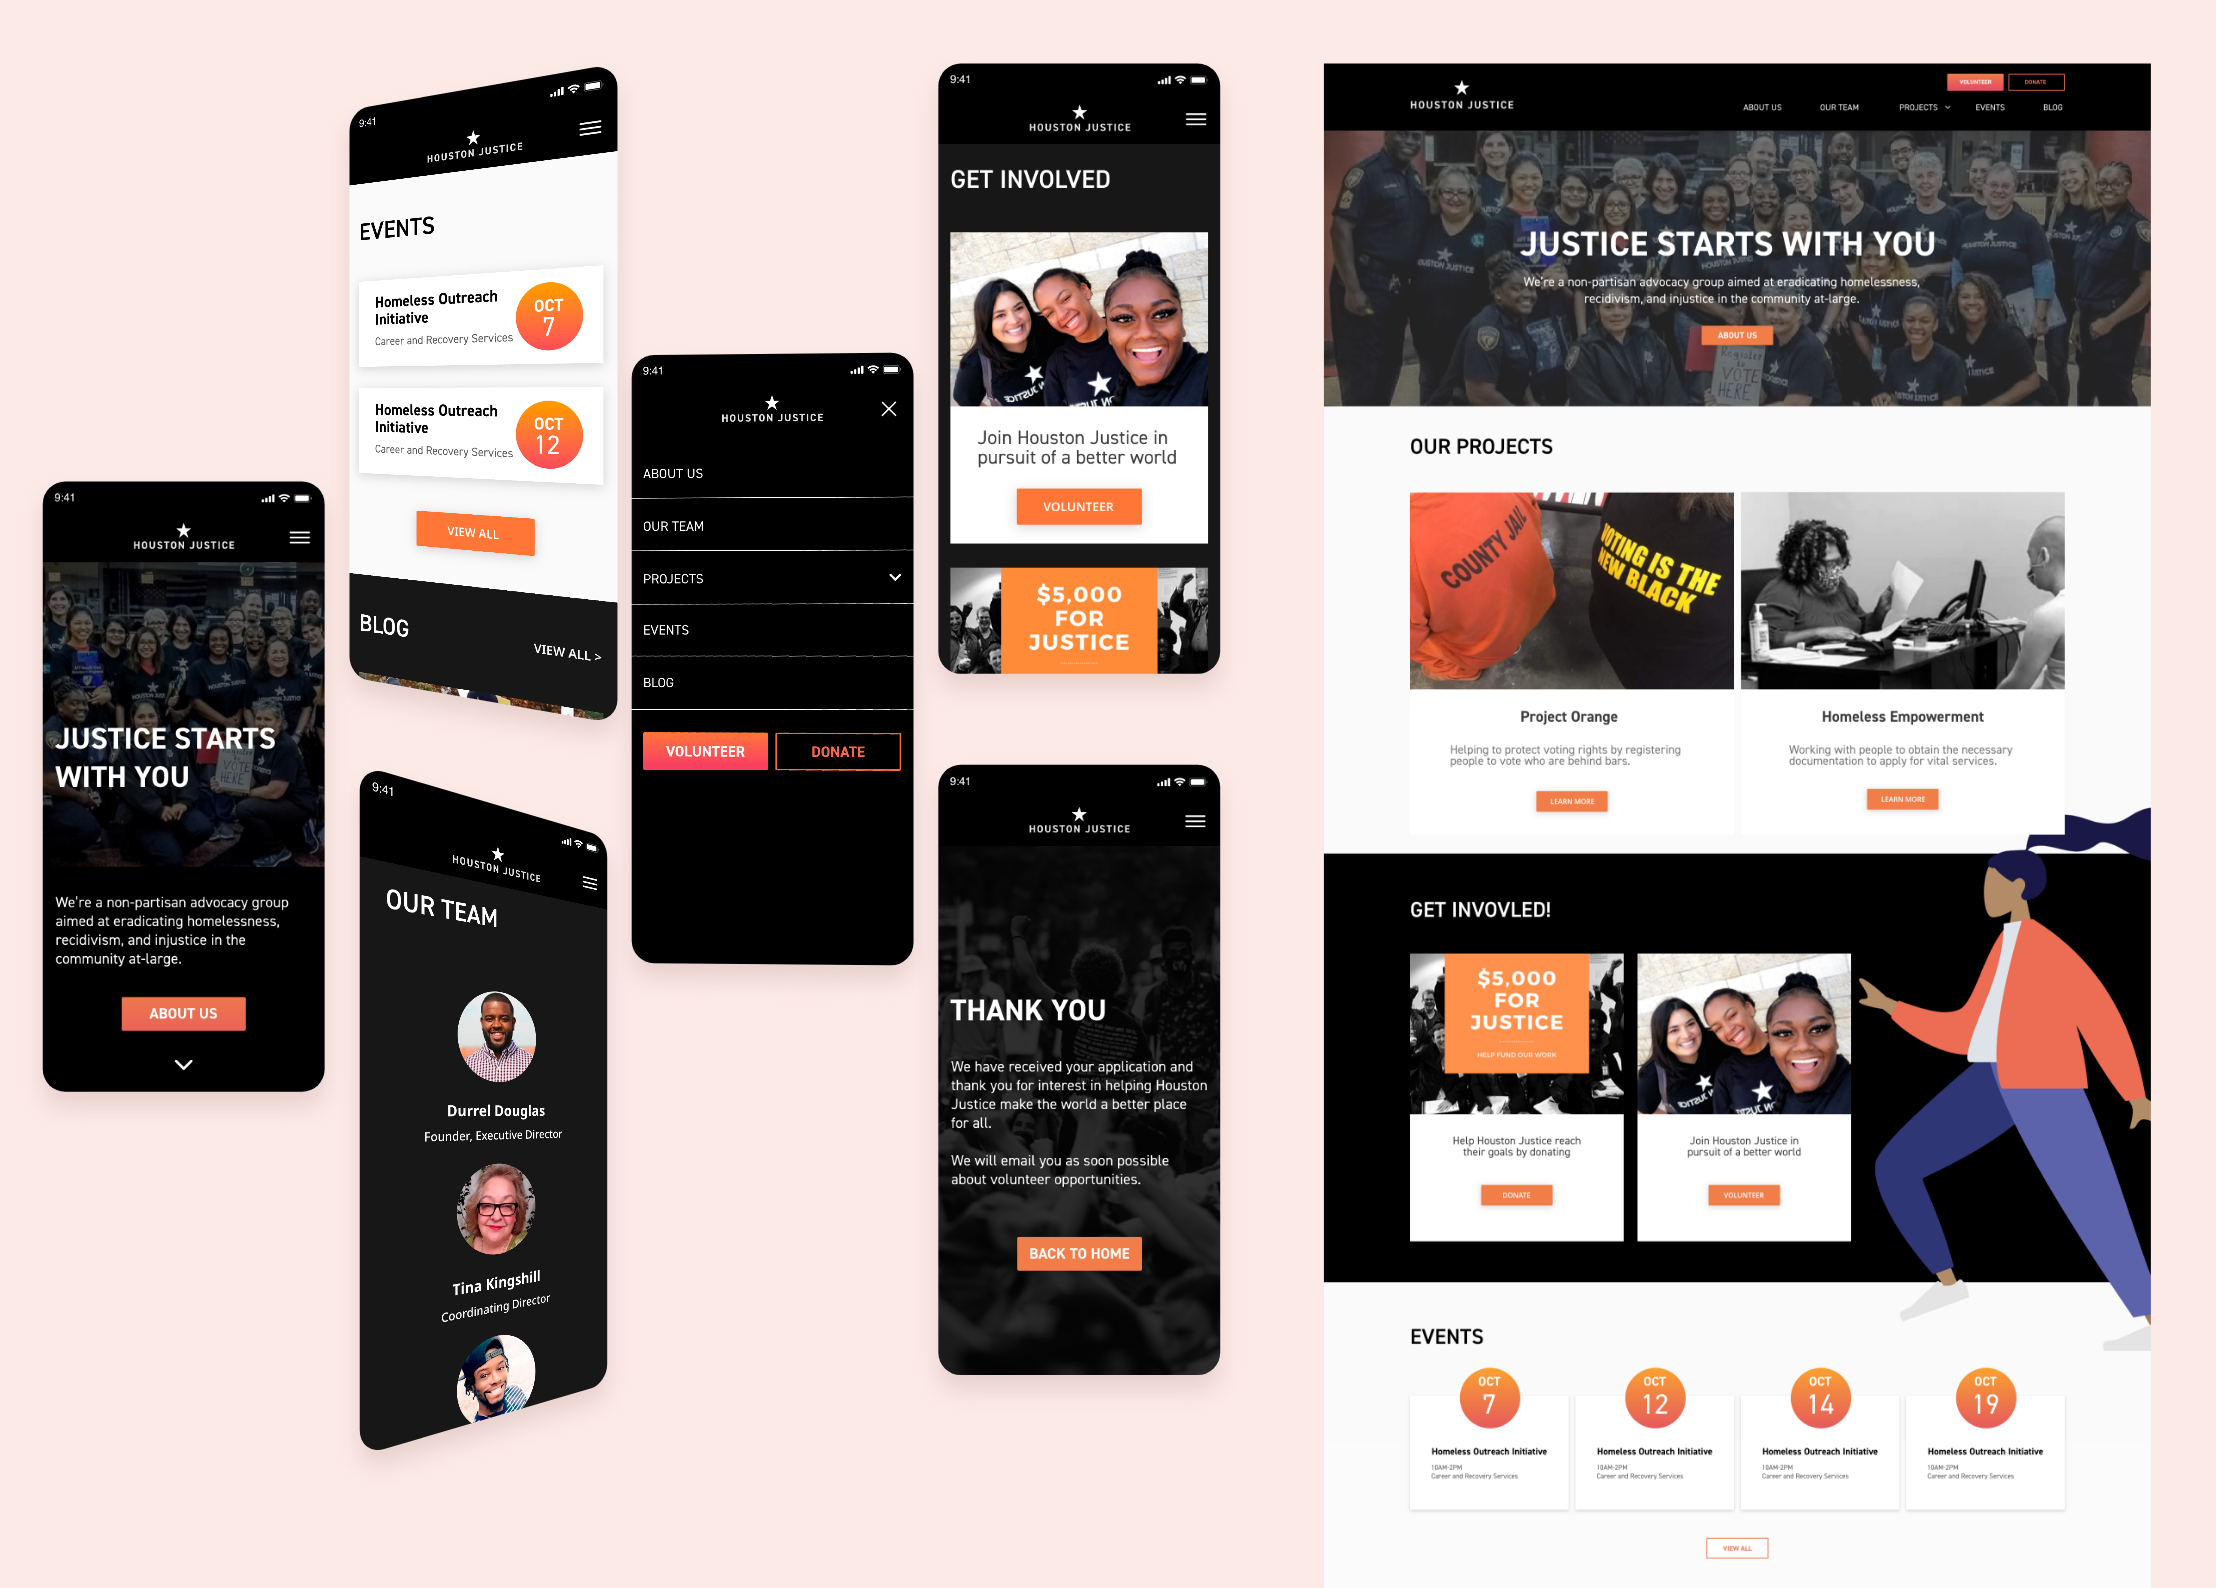 9:41
HOUSTON JUSTICE
JUSTICE STARTS
WITH YOU
We're a non-partisan advocacy group
aimed at eradicating homelessness,
recidivism, and injustice in the
community at-large.
ABOUT US
9:41
HOUSTON JUSTICE
EVENTS
Homeless Outreach
Initiative
Career and Recovery Services
OCT
7
Homeless Outreach
Initiative
Career and Recovery Services
OCT
12
VIEW ALL
BLOG
VIEW ALL >
9:41
HOUSTON JUSTICE
OUR TEAM
Durrel Douglas
Founder, Executive Director
Tina Kingshill
Coordinating Director
9:41
HOUSTON JUSTICE
ABOUT US
OUR TEAM
PROJECTS
EVENTS
BLOG
VOLUNTEER
DONATE
9:41
HOUSTON JUSTICE
GET INVOLVED
Join Houston Justice in
pursuit of a better world
VOLUNTEER
$5,000
FOR
JUSTICE
9:41
HOUSTON JUSTICE
THANK YOU
We have received your application and
thank you for interest in helping Houston
Justice make the world a better place
for all.
We will email you as soon possible
about volunteer opportunities.
BACK TO HOME
HOUSTON JUSTICE
VOLUNTEER
DONATE
ABOUT US
OUR TEAM
PROJECTS
EVENTS
BLOG
JUSTICE STARTS WITH YOU
We're a non-partisan advocacy group aimed at eradicating homelessness,
recidivism, and injustice in the community at-large.
ABOUT US
Register
to
VOTE
HERE
OUR PROJECTS
COUNTY JAIL
VOTING IS THE
NEW BLACK
Project Orange
Helping to protect voting rights by registering
people to vote who are behind bars.
LEARN MORE
Homeless Empowerment
Working with people to obtain the necessary
documentation to apply for vital services.
LEARN MORE
GET INVOVLED!
$5,000
FOR
JUSTICE
HELP FUND OUR WORK
Help Houston Justice reach
their goals by donating
DONATE
Join Houston Justice in
pursuit of a better world
VOLUNTEER
EVENTS
OCT
7
Homeless Outreach Initiative
10AM-2PM
Career and Recovery Services
OCT
12
Homeless Outreach Initiative
10AM-2PM
Career and Recovery Services
OCT
14
Homeless Outreach Initiative
10AM-2PM
Career and Recovery Services
OCT
19
Homeless Outreach Initiative
10AM-2PM
Career and Recovery Services
VIEW ALL